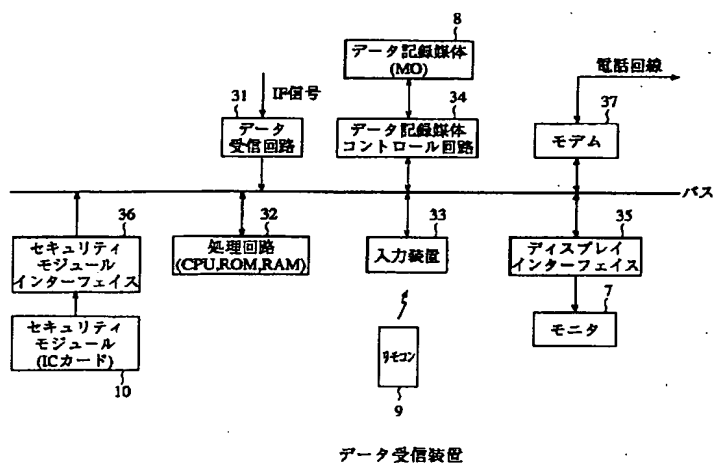 8
データ記録媒体
(MO)
電話回線
IF信号
31
34
37
データ
受信回路
データ記録媒体
コントロール回路
モデム
バス
36
32
33
35
セキュリティ
モジュール
インターフェイス
処理回路
(CPU,ROM,RAM)
入力装置
ディスプレイ
インターフェイス
7
セキュリティ
モジュール
(ICカード)
リモコン
モニタ
10
9
データ受信装置